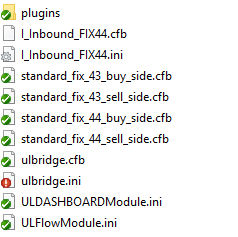 plugins
I_Inbound_FIX44.cfb
I_Inbound_FIX44.ini
standard_fix_43_buy_side.cfb
standard_fix_43_sell_side.cfb
standard_fix_44_buy_side.cfb
standard_fix_44_sell_side.cfb
ulbridge.cfb
ulbridge.ini
ULDASHBOARDModule.ini
ULFlowModule.ini